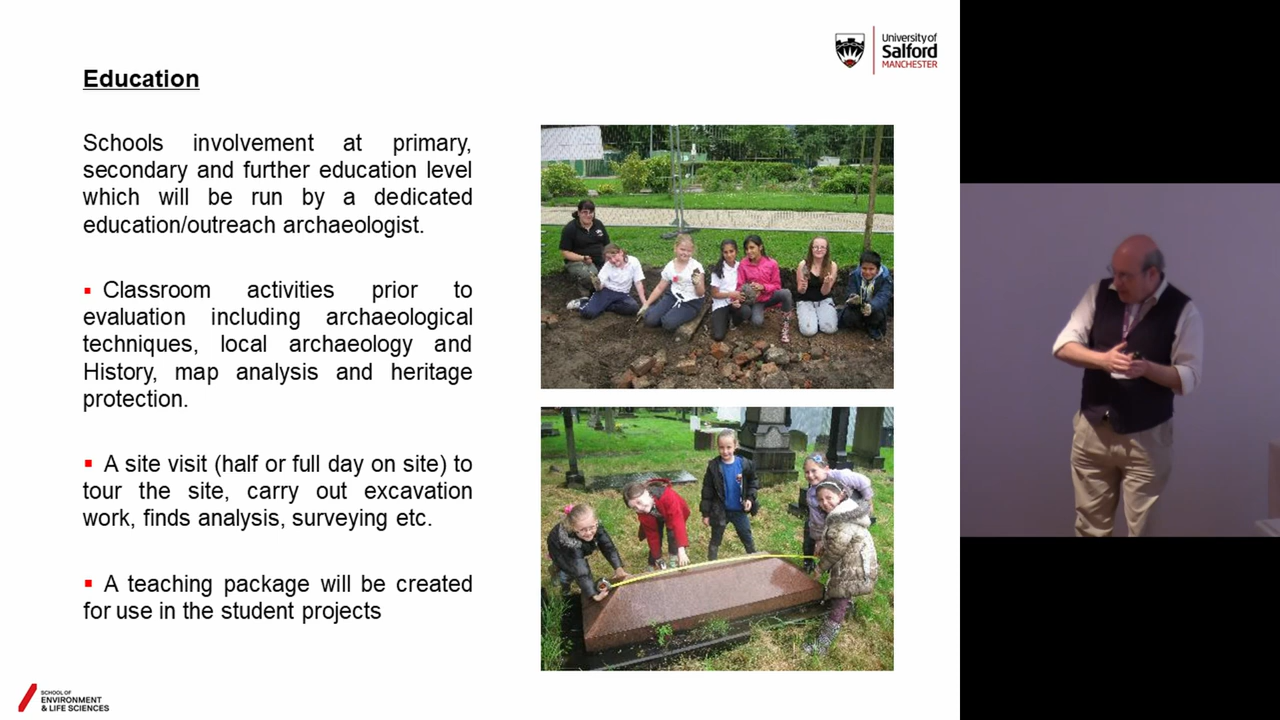 University of
Salford
MANCHESTER
Education
Schools involvement at primary,
secondary and further education level
which will be run by a dedicated
education/outreach archaeologist.
▪ Classroom activities prior to
evaluation including archaeological
techniques, local archaeology and
History, map analysis and heritage
protection.
▪ A site visit (half or full day on site) to
tour the site, carry out excavation
work, finds analysis, surveying etc.
▪ A teaching package will be created
for use in the student projects
SCHOOL OF
ENVIRONMENT
& LIFE SCIENCES